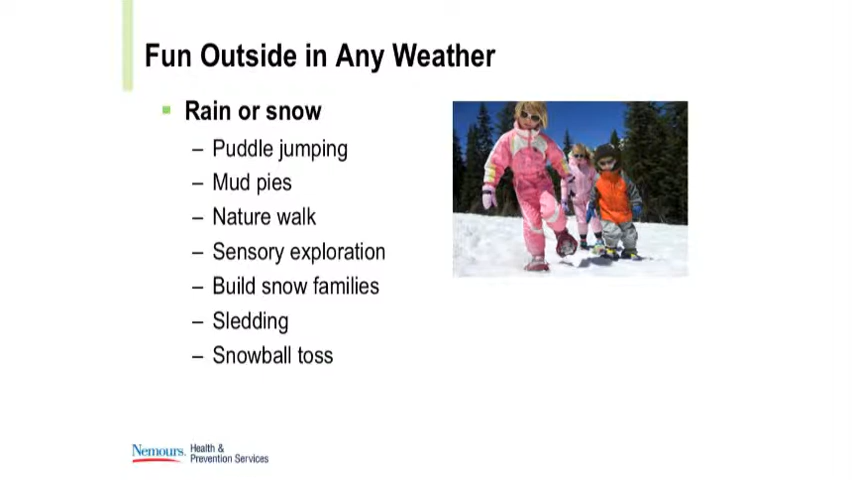 Fun Outside in Any Weather
Rain or snow
– Puddle jumping
– Mud pies
– Nature walk
– Sensory exploration
– Build snow families
– Sledding
– Snowball toss
Nemours. Health &
Prevention Services